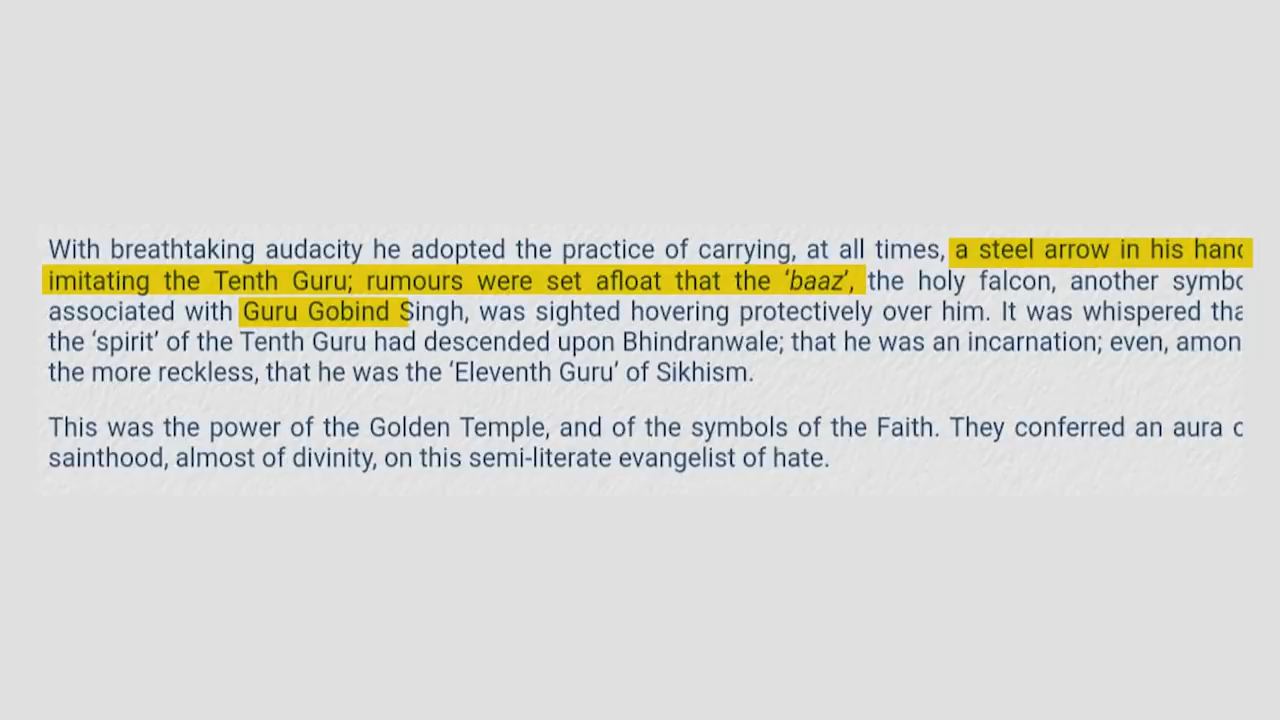 With breathtaking audacity he adopted the practice of carrying, at all times, a steel arrow in his
imitating the Tenth Guru; rumours were set afloat that the ‘baaz’, the holy falcon, another
associated with Guru Gobind Singh, was sighted hovering protectively over him. It was whispered
the ‘spirit’ of the Tenth Guru had descended upon Bhindranwale; that he was an incarnation; even,
the more reckless, that he was the ‘Eleventh Guru’ of Sikhism.
This was the power of the Golden Temple, and of the symbols of the Faith. They conferred an aura
sainthood, almost of divinity, on this semi-literate evangelist of hate.